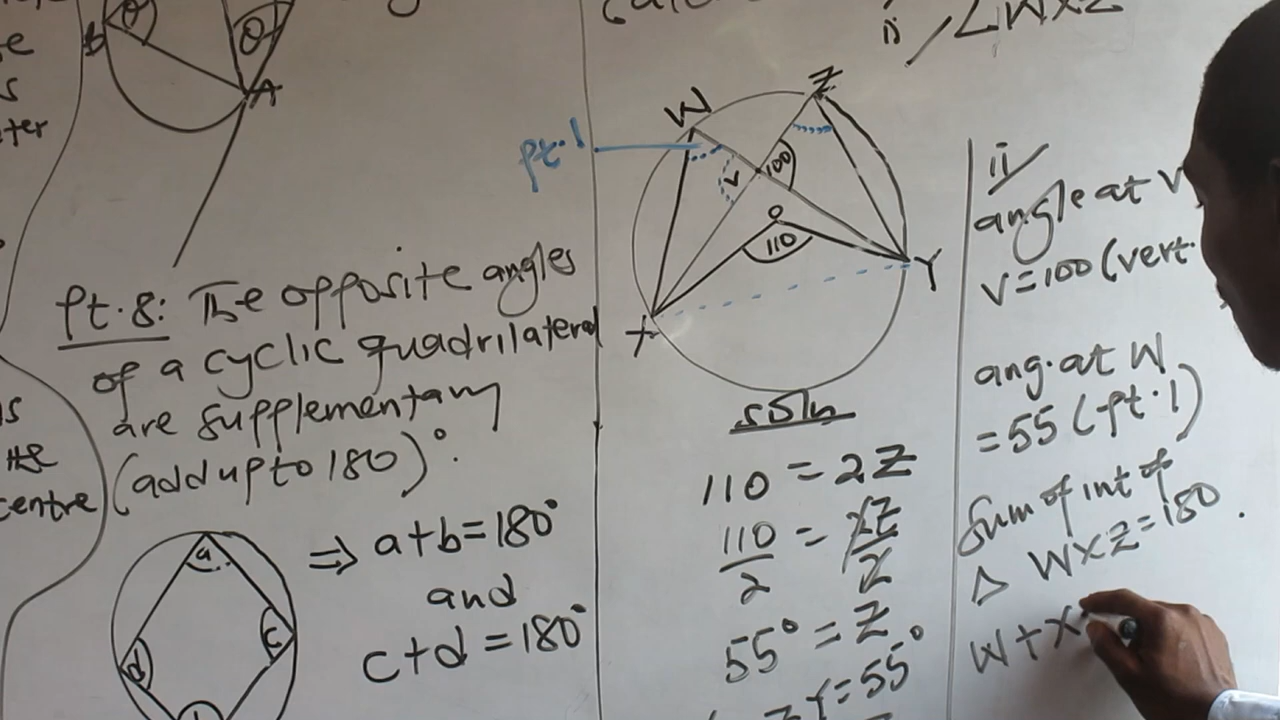 B
θ
θ
A
Pt.8: The opposite angles
of a cyclic quadrilateral
are supplementary
(add up to 180)°.
a
c
d
⇒ a+b=180°
and
c+d=180°
ii/ ∠WXZ
W
Z
pt.1
V
100
O
110
X
Y
soln
110 = 2Z
110/2 = 2Z/2
55° = Z
Y=55°
ii/
angle at V
V=100 (vert.
ang. at W
=55 (pt.1)
Sum of int of
Δ WXZ=180.
W+X
centre